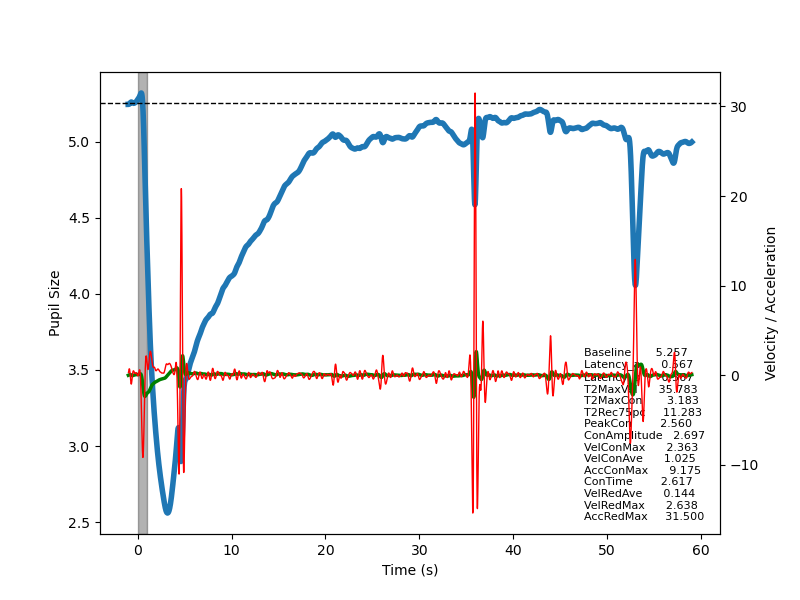 Pupil Size
5.0
4.5
4.0
3.5
3.0
2.5
0
10
20
30
40
50
60
Time (s)
30
20
10
0
−10
Velocity / Acceleration
Baseline 5.257
Latency 0.567
T2MaxV 35.783
T2MaxCon 3.183
T2Rec75pc 11.283
PeakCon 2.560
ConAmplitude 2.697
VelConMax 2.363
VelConAve 1.025
AccConMax 9.175
ConTime 2.617
VelRedAve 0.144
VelRedMax 2.638
AccRedMax 31.500